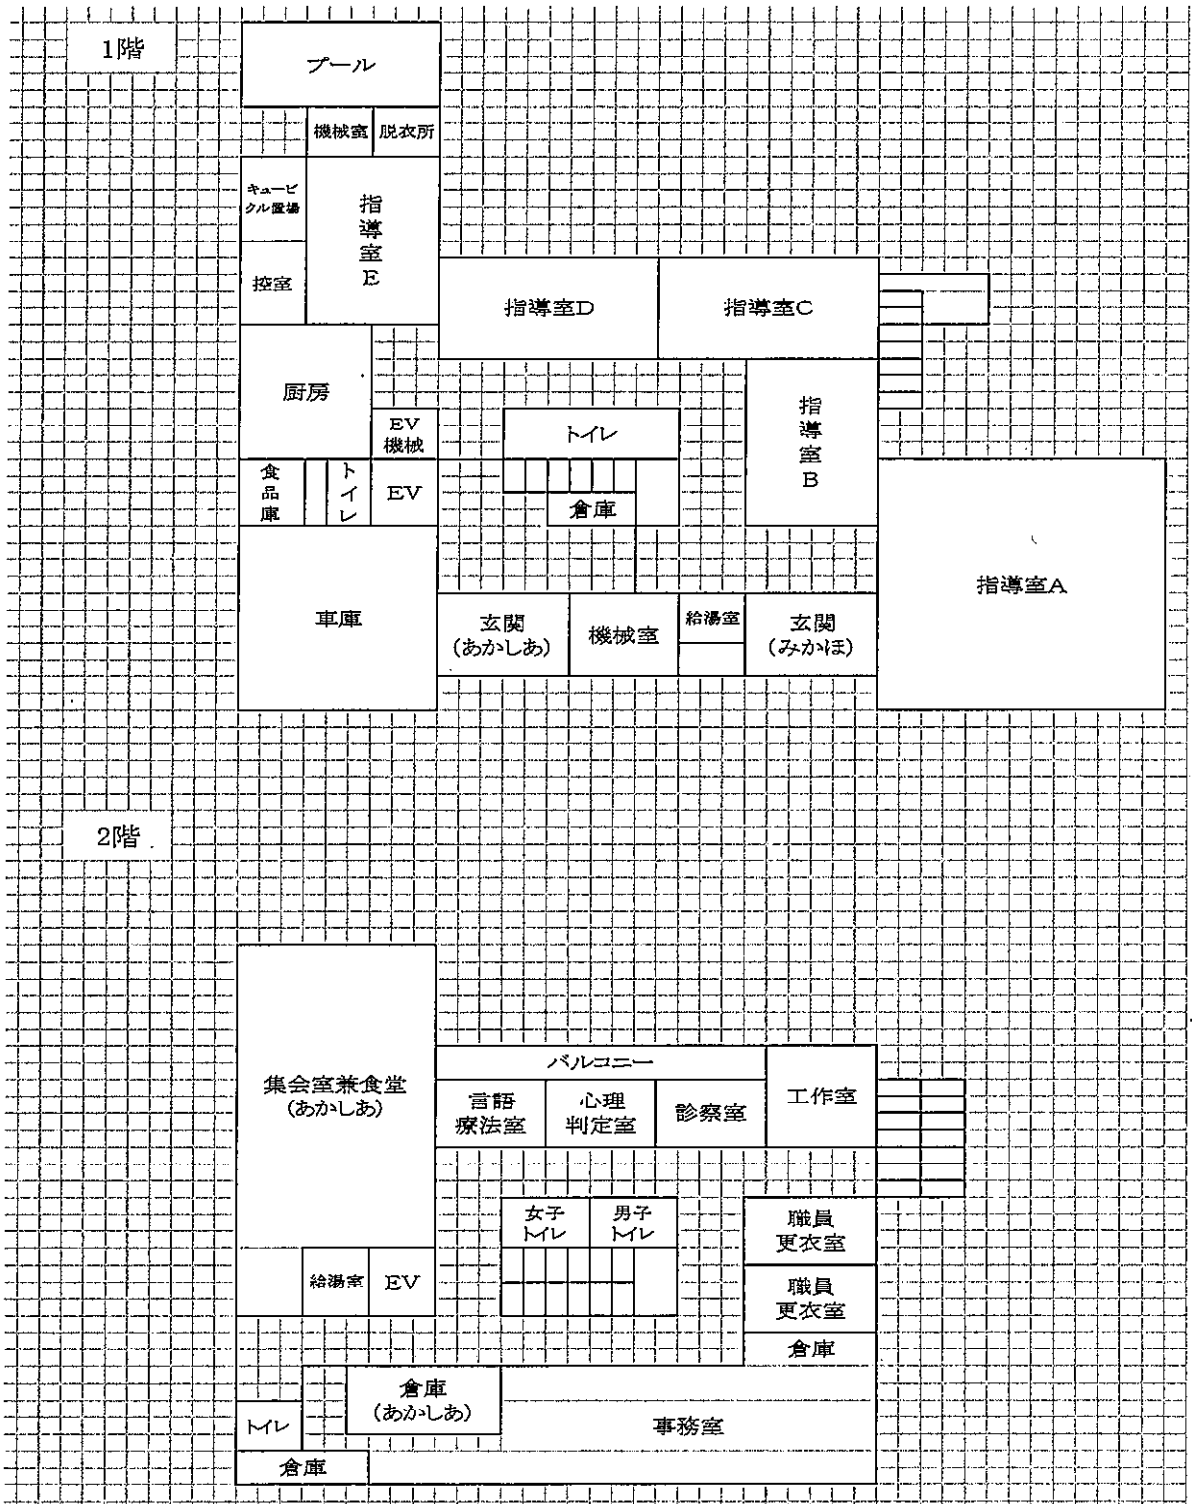 1階
プール
機械室
脱衣所
キュービ
クル置場
指
導
室
E
控室
指導室D
指導室C
厨房
EV
機械
トイレ
指
導
室
B
食
品
庫
ト
イ
レ
EV
倉庫
指導室A
車庫
玄関
(あかしあ)
機械室
給湯室
玄関
(みかほ)
2階
集会室兼食堂
(あかしあ)
バルコニー
言語
療法室
心理
判定室
診察室
工作室
女子
トイレ
男子
トイレ
職員
更衣室
給湯室
EV
職員
更衣室
倉庫
倉庫
(あかしあ)
トイレ
事務室
倉庫